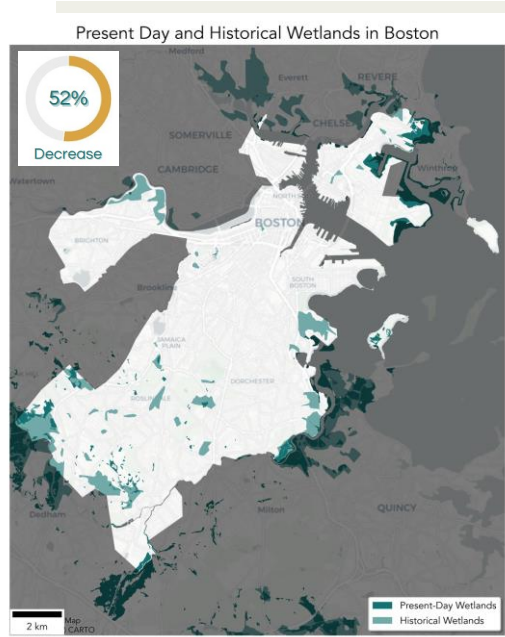 Present Day and Historical Wetlands in Boston
52%
Decrease
Medford
Everett
REVERE
SOMERVILLE
CHELSE
CAMBRIDGE
Winthrop
Watertown
NORTH
BOSTON
BRIGHTON
Brookline
SOUTH
BOSTON
JAMAICA
PLAIN
DORCHESTER
Dedham
Milton
QUINCY
2 km
Map
CARTO
Present-Day Wetlands
Historical Wetlands